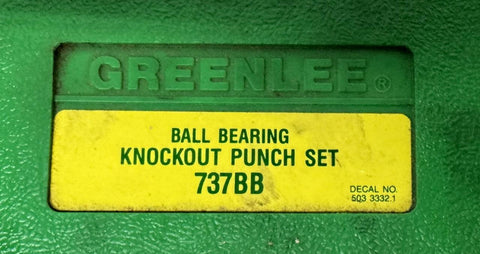 GREENLEE®
BALL BEARING
KNOCKOUT PUNCH SET
737BB
DECAL NO.
503 3332.1